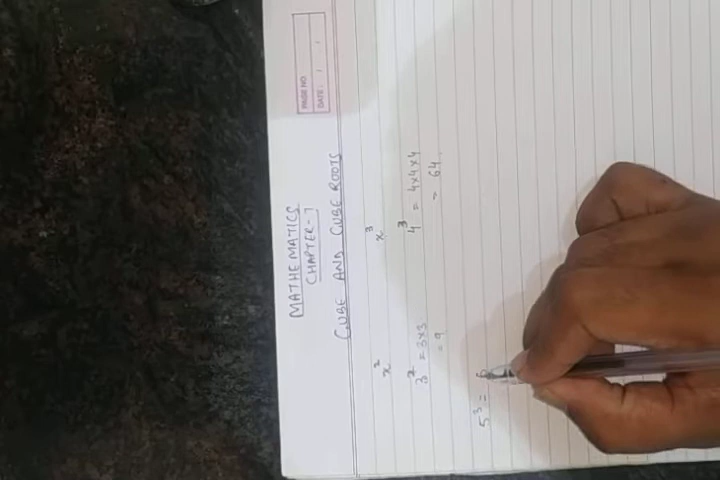 PAGE NO
DATE: / /
MATHEMATICS
CHAPTER-7
CUBE AND CUBE ROOTS
x² x³
3² = 3×3 4³ = 4×4×4
= 9 = 64
5³ =